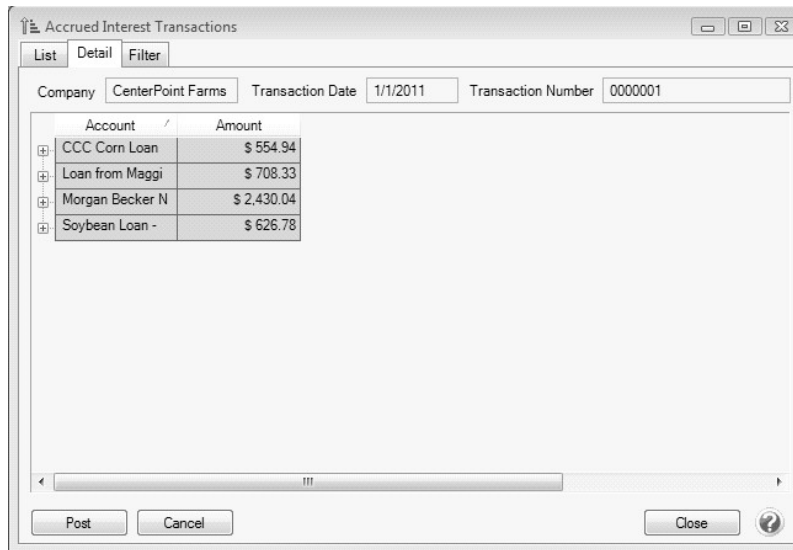 Accrued Interest Transactions
List Detail Filter
Company CenterPoint Farms Transaction Date 1/1/2011 Transaction Number 0000001
Account Amount
CCC Corn Loan $ 554.94
Loan from Maggi $ 708.33
Morgan Becker N $ 2,430.04
Soybean Loan - $ 626.78
Post Cancel Close ?